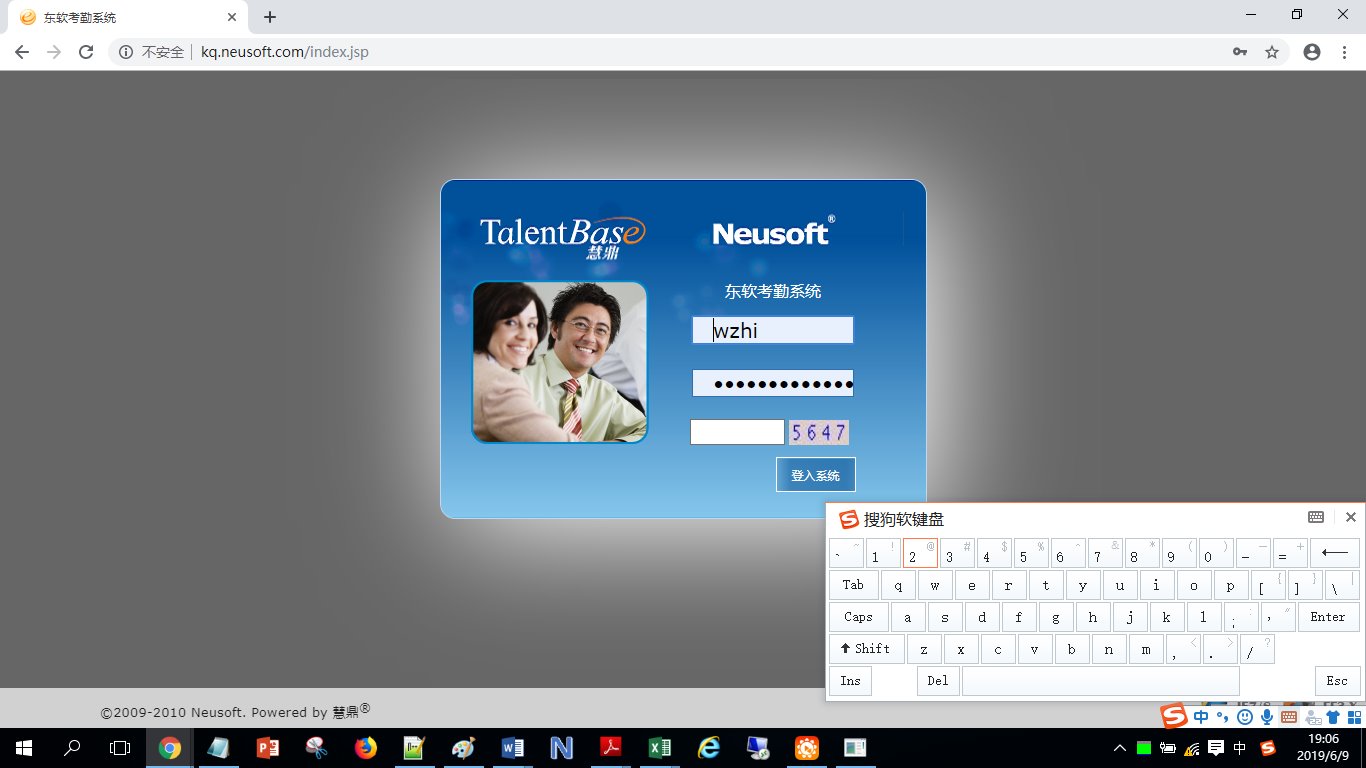 东软考勤系统
不安全 kq.neusoft.com/index.jsp
TalentBase
慧鼎
Neusoft®
东软考勤系统
wzhi
5647
登入系统
搜狗软键盘
` ~ 1 ! 2 @ 3 # 4 $ 5 % 6 ^ 7 & 8 * 9 ( 0 ) - — = +
Tab q w e r t y u i o p [ { ] } \ |
Caps a s d f g h j k l ; : ' " Enter
Shift z x c v b n m , < . > / ?
Ins Del Esc
©2009-2010 Neusoft. Powered by 慧鼎®
中
中
19:06
2019/6/9